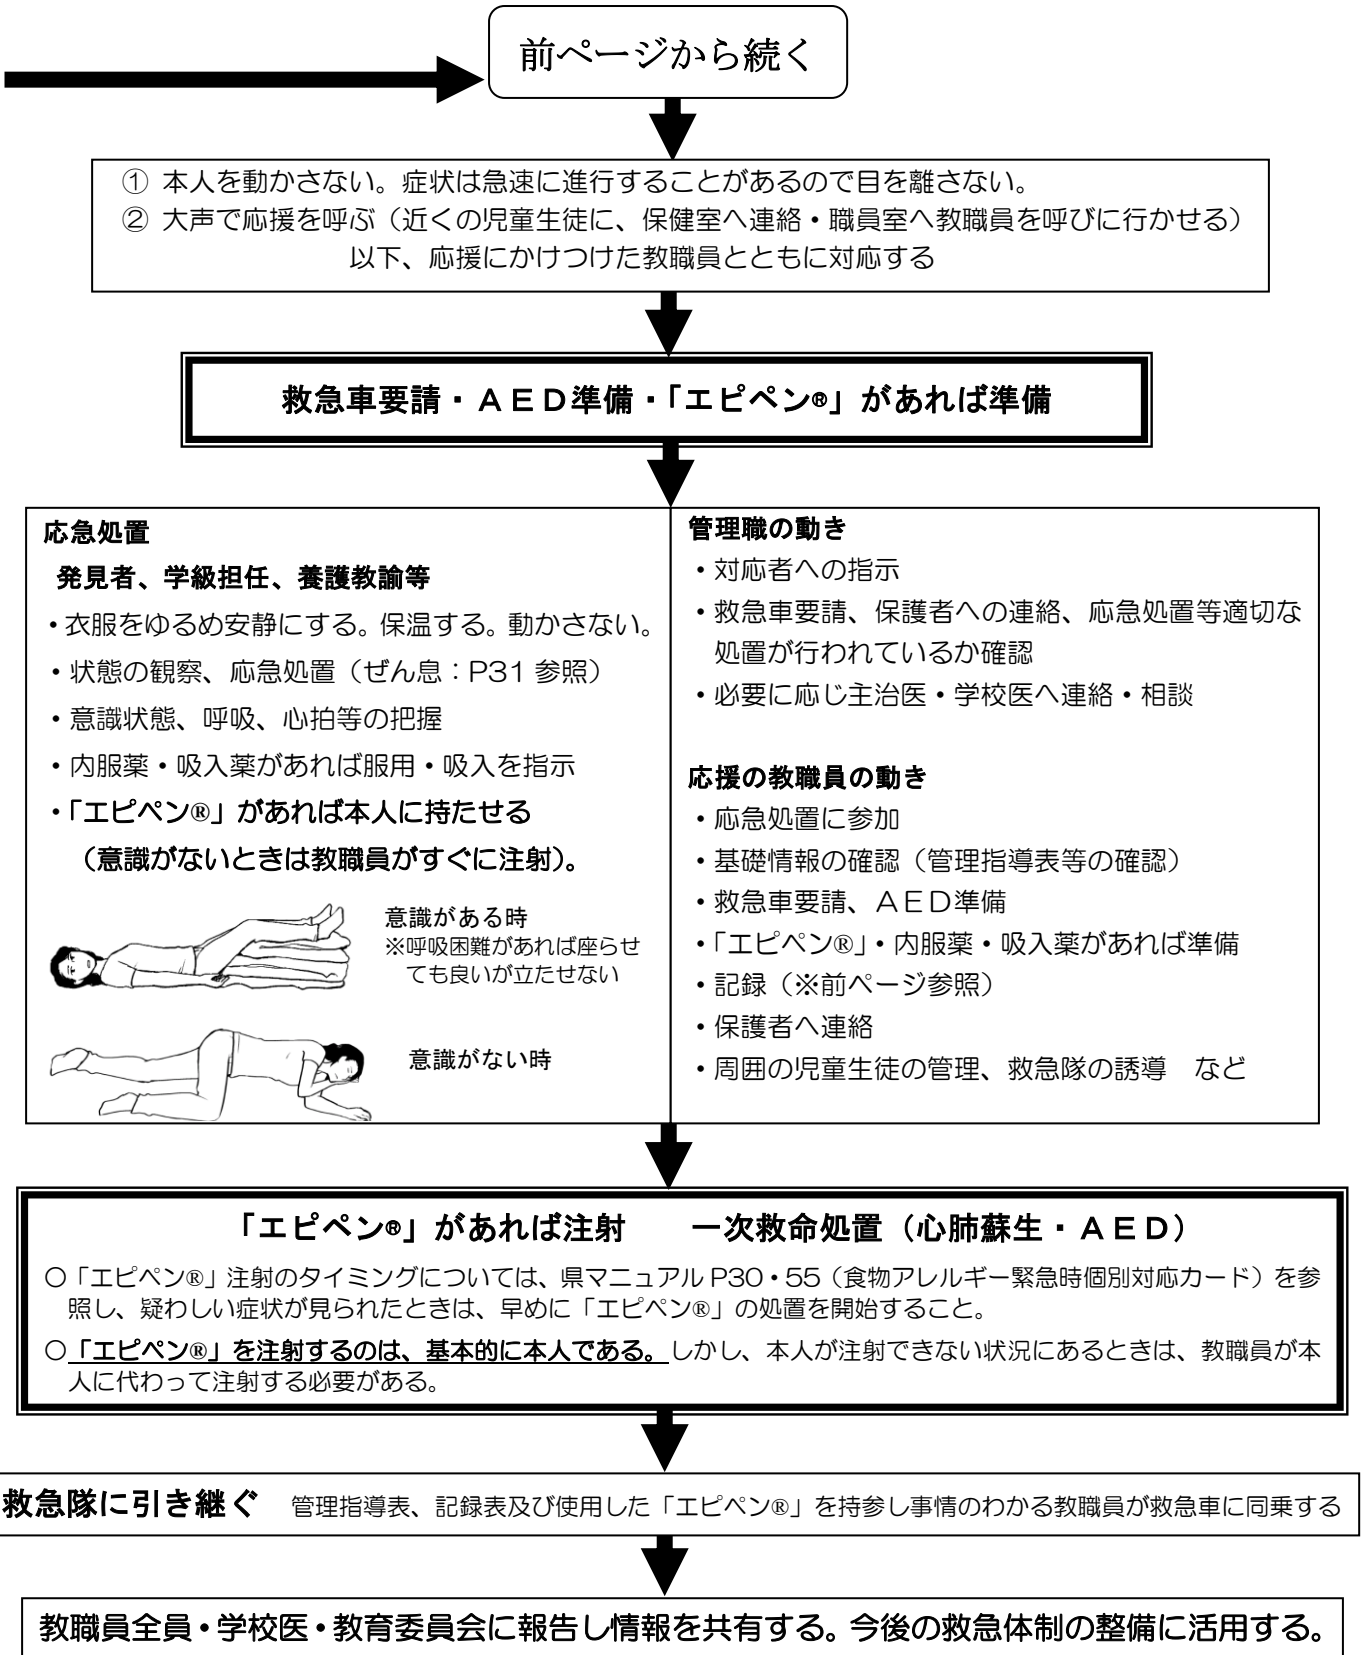 前ページから続く
① 本人を動かさない。症状は急速に進行することがあるので目を離さない。
② 大声で応援を呼ぶ（近くの児童生徒に、保健室へ連絡・職員室へ教職員を呼びに行かせる）
以下、応援にかけつけた教職員とともに対応する
救急車要請・ＡＥＤ準備・「エピペン®」があれば準備
応急処置
発見者、学級担任、養護教諭等
・衣服をゆるめ安静にする。保温する。動かさない。
・状態の観察、応急処置（ぜん息：P31 参照）
・意識状態、呼吸、心拍等の把握
・内服薬・吸入薬があれば服用・吸入を指示
・「エピペン®」があれば本人に持たせる
（意識がないときは教職員がすぐに注射）。
意識がある時
※呼吸困難があれば座らせ
ても良いが立たせない
意識がない時
管理職の動き
・対応者への指示
・救急車要請、保護者への連絡、応急処置等適切な
処置が行われているか確認
・必要に応じ主治医・学校医へ連絡・相談
応援の教職員の動き
・応急処置に参加
・基礎情報の確認（管理指導表等の確認）
・救急車要請、ＡＥＤ準備
・「エピペン®」・内服薬・吸入薬があれば準備
・記録（※前ページ参照）
・保護者へ連絡
・周囲の児童生徒の管理、救急隊の誘導　など
「エピペン®」があれば注射　　一次救命処置（心肺蘇生・ＡＥＤ）
○「エピペン®」注射のタイミングについては、県マニュアル P30・55（食物アレルギー緊急時個別対応カード）を参
照し、疑わしい症状が見られたときは、早めに「エピペン®」の処置を開始すること。
○「エピペン®」を注射するのは、基本的に本人である。しかし、本人が注射できない状況にあるときは、教職員が本
人に代わって注射する必要がある。
救急隊に引き継ぐ　管理指導表、記録表及び使用した「エピペン®」を持参し事情のわかる教職員が救急車に同乗する
教職員全員・学校医・教育委員会に報告し情報を共有する。今後の救急体制の整備に活用する。